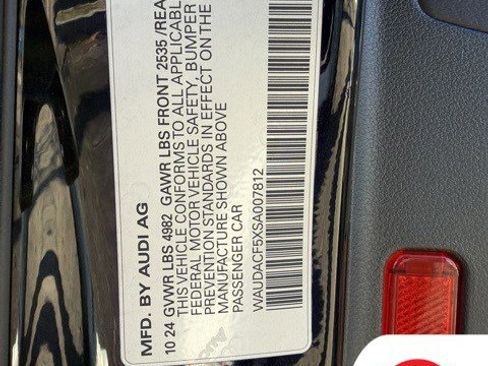 MFD. BY AUDI AG
10 24 GVWR LBS 4982 GAWR LBS FRONT 2535 /REA
THIS VEHICLE CONFORMS TO ALL APPLICABLE
FEDERAL MOTOR VEHICLE SAFETY, BUMPER
PREVENTION STANDARDS IN EFFECT ON THE
MANUFACTURE SHOWN ABOVE
PASSENGER CAR
WAUDACF5XSA007812